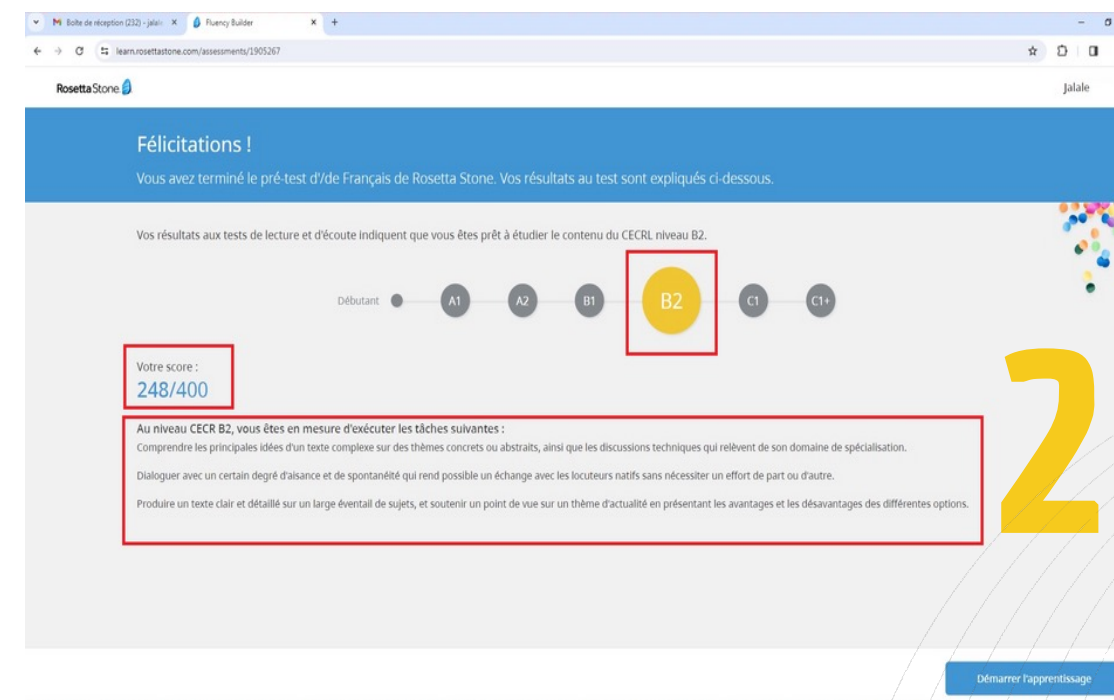 Boîte de réception (232) - jalal
Fluency Builder
learn.rosettastone.com/assessments/1905267
RosettaStone
Jalale
Félicitations !
Vous avez terminé le pré-test d'/de Français de Rosetta Stone. Vos résultats au test sont expliqués ci-dessous.
Vos résultats aux tests de lecture et d'écoute indiquent que vous êtes prêt à étudier le contenu du CECRL niveau B2.
Débutant A1 A2 B1 B2 C1 C1+
Votre score :
248/400
Au niveau CECR B2, vous êtes en mesure d'exécuter les tâches suivantes :
Comprendre les principales idées d'un texte complexe sur des thèmes concrets ou abstraits, ainsi que les discussions techniques qui relèvent de son domaine de spécialisation.
Dialoguer avec un certain degré d'aisance et de spontanéité qui rend possible un échange avec les locuteurs natifs sans nécessiter un effort de part ou d'autre.
Produire un texte clair et détaillé sur un large éventail de sujets, et soutenir un point de vue sur un thème d'actualité en présentant les avantages et les désavantages des différentes options.
2
Démarrer l'apprentissage